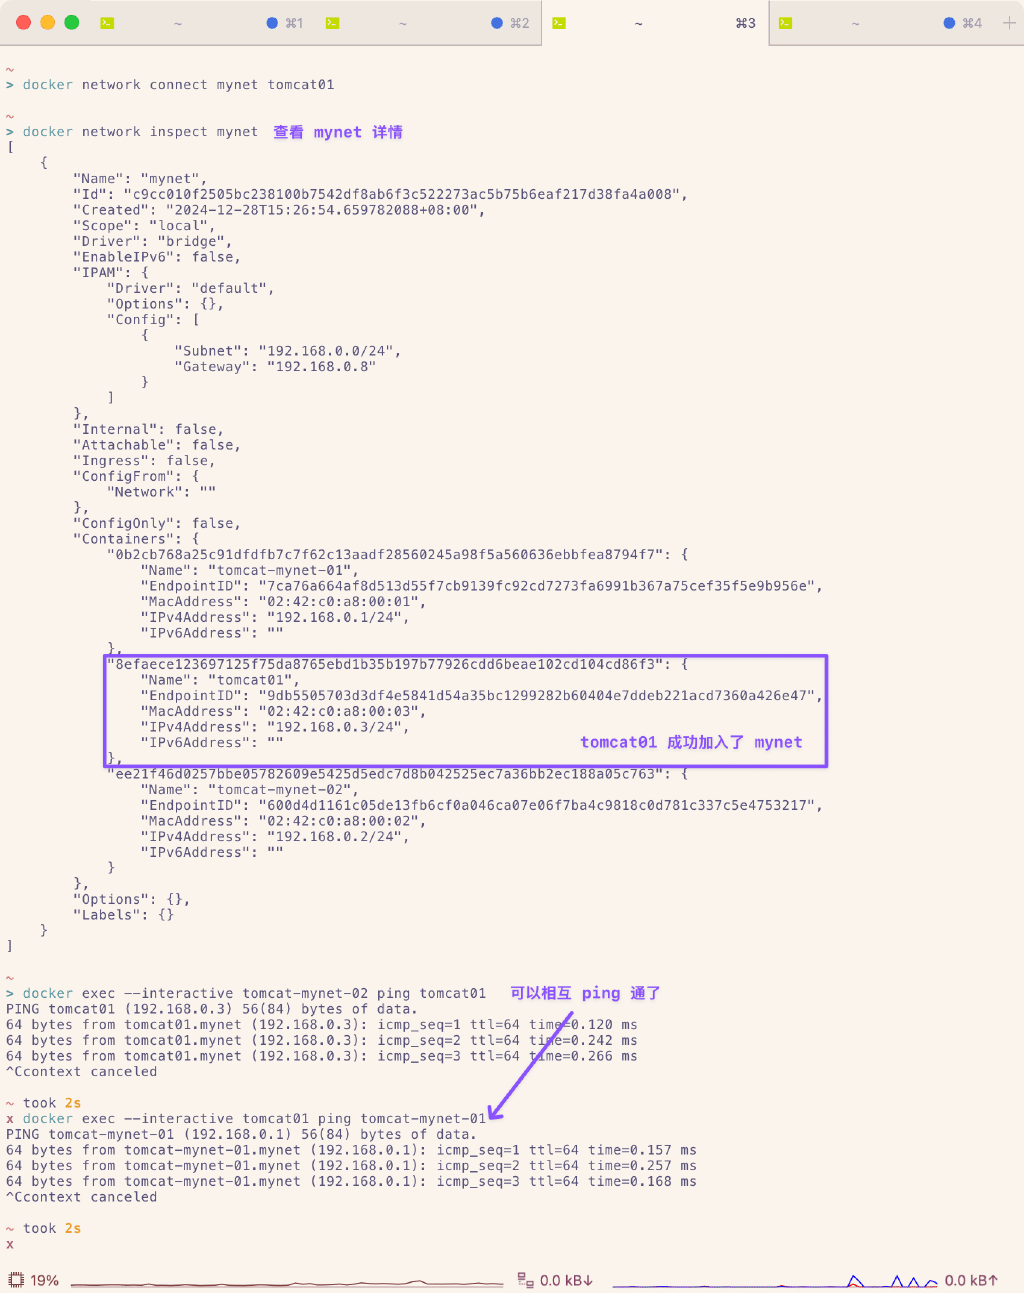 ~ ⌘1 ~ ⌘2 ~ ⌘3 ~ ⌘4 +
~
> docker network connect mynet tomcat01
~
> docker network inspect mynet 查看 mynet 详情
[
    {
        "Name": "mynet",
        "Id": "c9cc010f2505bc238100b7542df8ab6f3c522273ac5b75b6eaf217d38fa4a008",
        "Created": "2024-12-28T15:26:54.659782088+08:00",
        "Scope": "local",
        "Driver": "bridge",
        "EnableIPv6": false,
        "IPAM": {
            "Driver": "default",
            "Options": {},
            "Config": [
                {
                    "Subnet": "192.168.0.0/24",
                    "Gateway": "192.168.0.8"
                }
            ]
        },
        "Internal": false,
        "Attachable": false,
        "Ingress": false,
        "ConfigFrom": {
            "Network": ""
        },
        "ConfigOnly": false,
        "Containers": {
            "0b2cb768a25c91dfdfb7c7f62c13aadf28560245a98f5a560636ebbfea8794f7": {
                "Name": "tomcat-mynet-01",
                "EndpointID": "7ca76a664af8d513d55f7cb9139fc92cd7273fa6991b367a75cef35f5e9b956e",
                "MacAddress": "02:42:c0:a8:00:01",
                "IPv4Address": "192.168.0.1/24",
                "IPv6Address": ""
            },
            "8efaece123697125f75da8765ebd1b35b197b77926cdd6beae102cd104cd86f3": {
                "Name": "tomcat01",
                "EndpointID": "9db5505703d3df4e5841d54a35bc1299282b60404e7ddeb221acd7360a426e47",
                "MacAddress": "02:42:c0:a8:00:03",
                "IPv4Address": "192.168.0.3/24",
                "IPv6Address": "" tomcat01 成功加入了 mynet
            },
            "ee21f46d0257bbe05782609e5425d5edc7d8b042525ec7a36bb2ec188a05c763": {
                "Name": "tomcat-mynet-02",
                "EndpointID": "600d4d1161c05de13fb6cf0a046ca07e06f7ba4c9818c0d781c337c5e4753217",
                "MacAddress": "02:42:c0:a8:00:02",
                "IPv4Address": "192.168.0.2/24",
                "IPv6Address": ""
            }
        },
        "Options": {},
        "Labels": {}
    }
]
~
> docker exec --interactive tomcat-mynet-02 ping tomcat01 可以相互 ping 通了
PING tomcat01 (192.168.0.3) 56(84) bytes of data.
64 bytes from tomcat01.mynet (192.168.0.3): icmp_seq=1 ttl=64 time=0.120 ms
64 bytes from tomcat01.mynet (192.168.0.3): icmp_seq=2 ttl=64 time=0.242 ms
64 bytes from tomcat01.mynet (192.168.0.3): icmp_seq=3 ttl=64 time=0.266 ms
^Ccontext canceled
~ took 2s
x docker exec --interactive tomcat01 ping tomcat-mynet-01
PING tomcat-mynet-01 (192.168.0.1) 56(84) bytes of data.
64 bytes from tomcat-mynet-01.mynet (192.168.0.1): icmp_seq=1 ttl=64 time=0.157 ms
64 bytes from tomcat-mynet-01.mynet (192.168.0.1): icmp_seq=2 ttl=64 time=0.257 ms
64 bytes from tomcat-mynet-01.mynet (192.168.0.1): icmp_seq=3 ttl=64 time=0.168 ms
^Ccontext canceled
~ took 2s
x
19% 0.0 kB↓ 0.0 kB↑